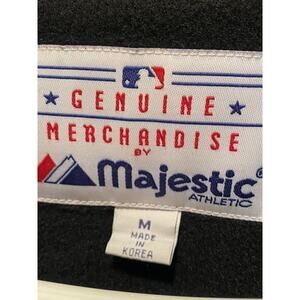 GENUINE
MERCHANDISE
BY
Majestic®
ATHLETIC
M
MADE
IN
KOREA